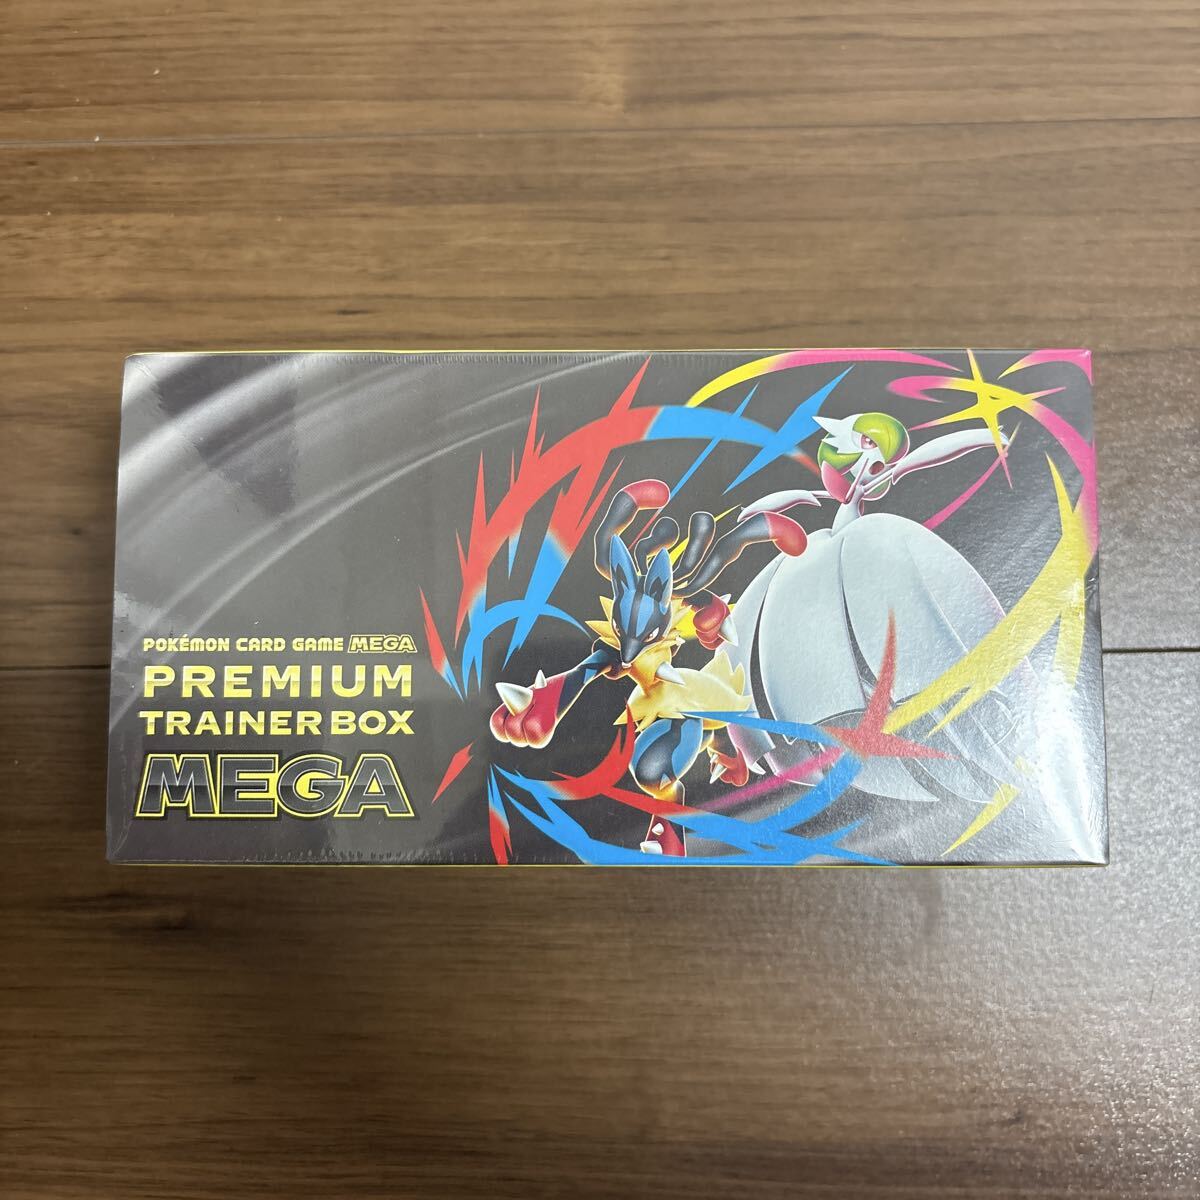 POKÉMON CARD GAME MEGA
PREMIUM
TRAINER BOX
MEGA